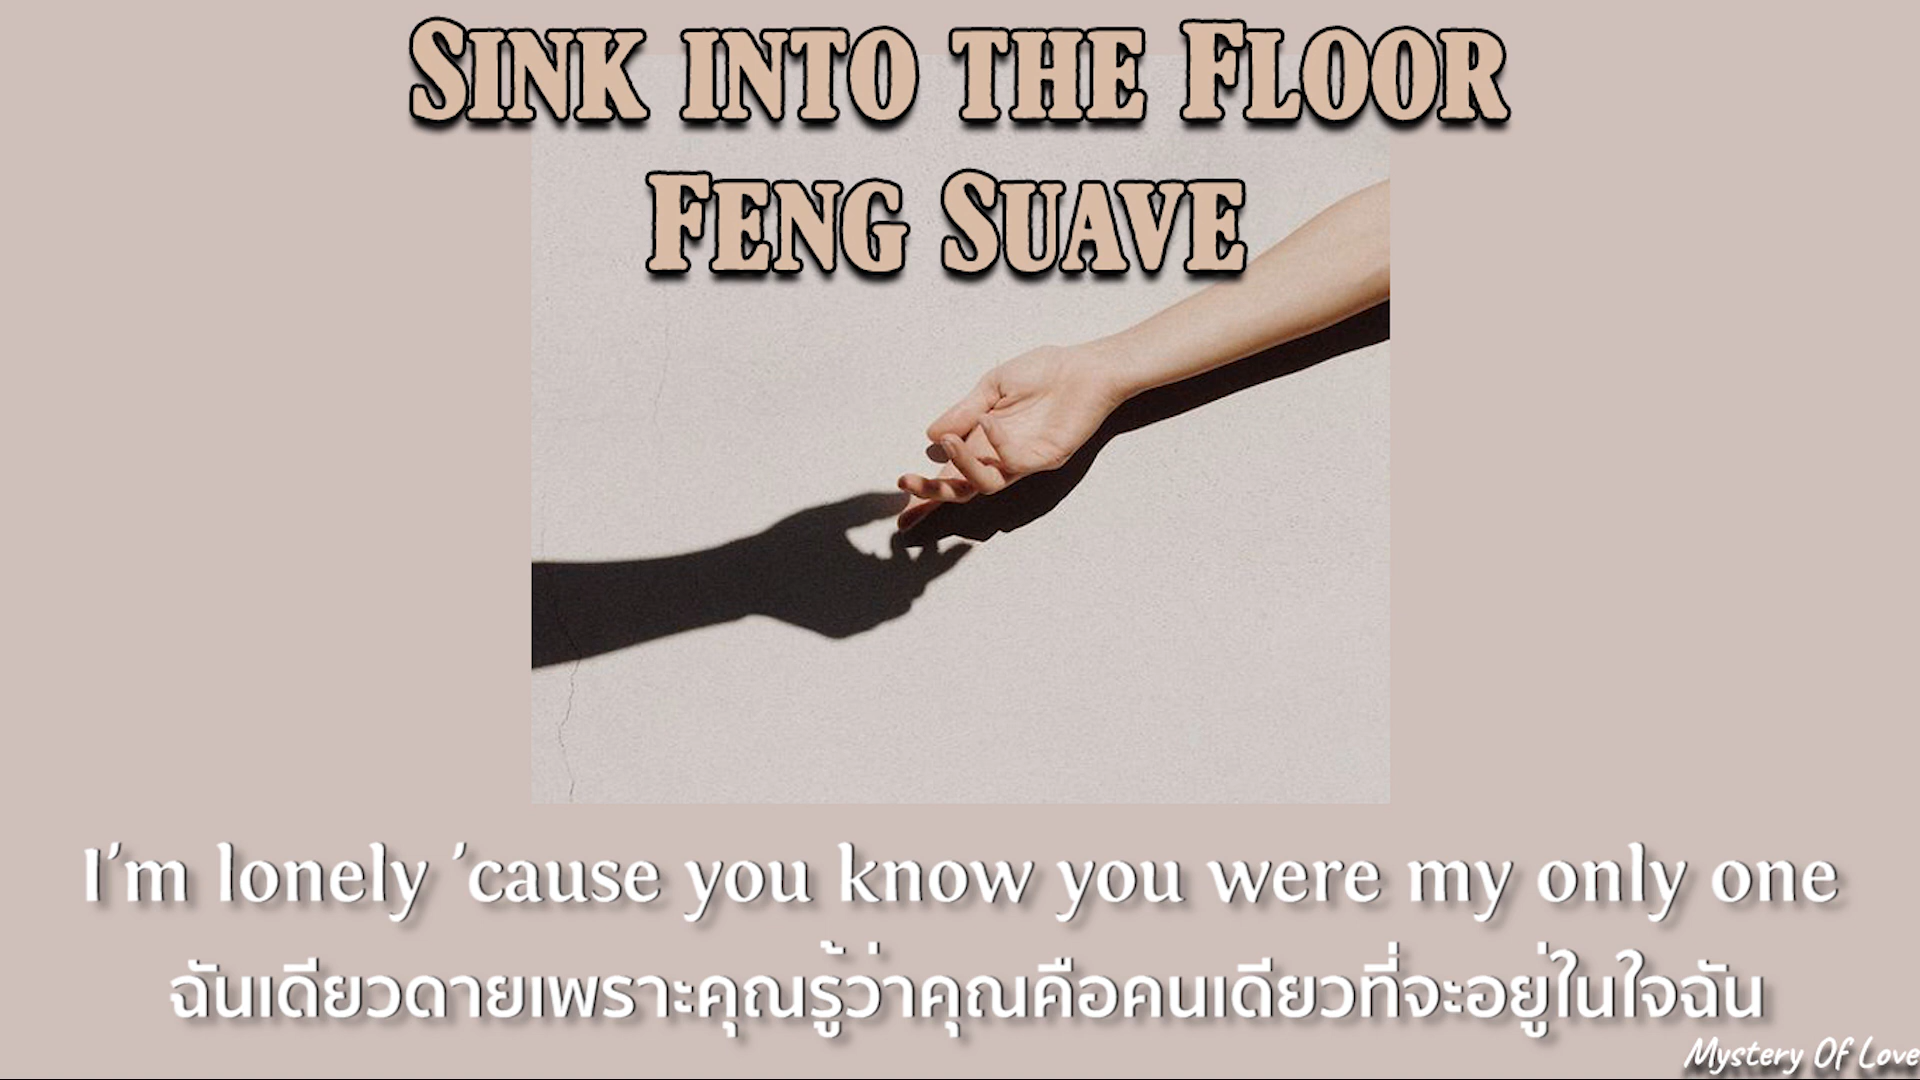 SINK INTO THE FLOOR
FENG SUAVE
I'm lonely 'cause you know you were my only one
ฉันเดียวดายเพราะคุณรู้ว่าคุณคือคนเดียวที่จะอยู่ในใจฉัน
Mystery Of Love